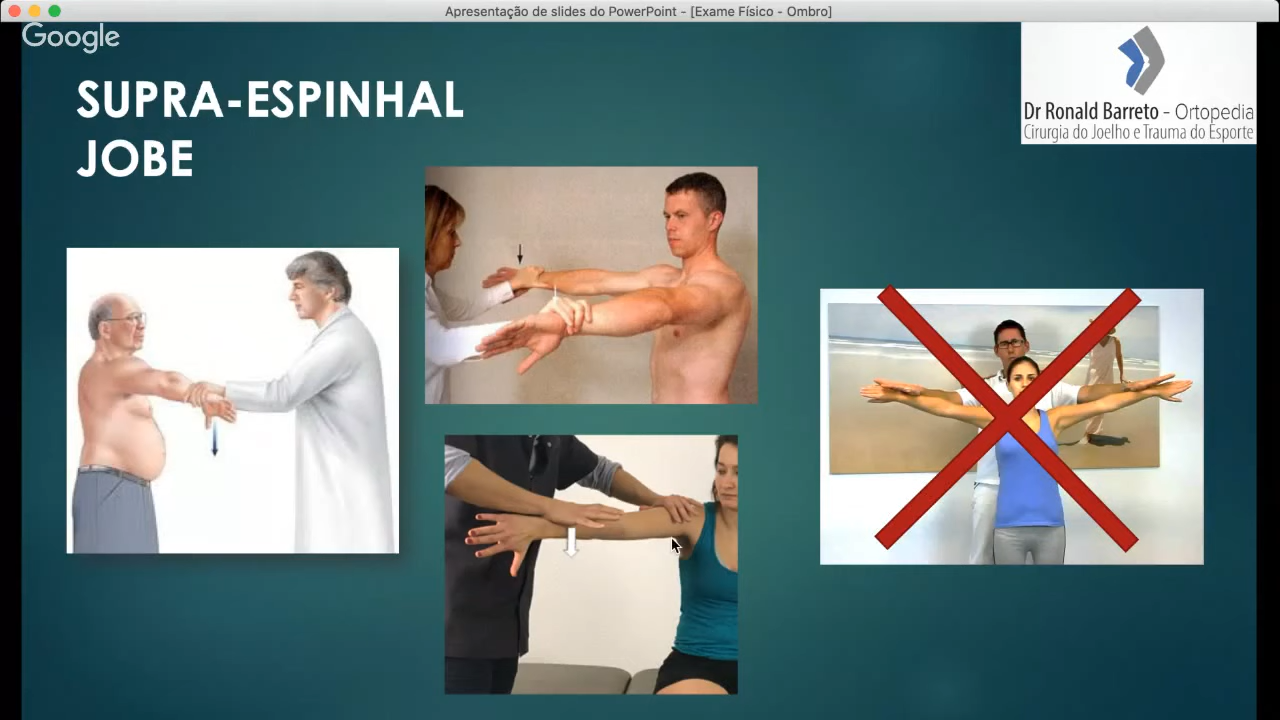 Apresentação de slides do PowerPoint - [Exame Físico - Ombro]
Google
SUPRA-ESPINHAL
JOBE
Dr Ronald Barreto - Ortopedia
Cirurgia do Joelho e Trauma do Esporte